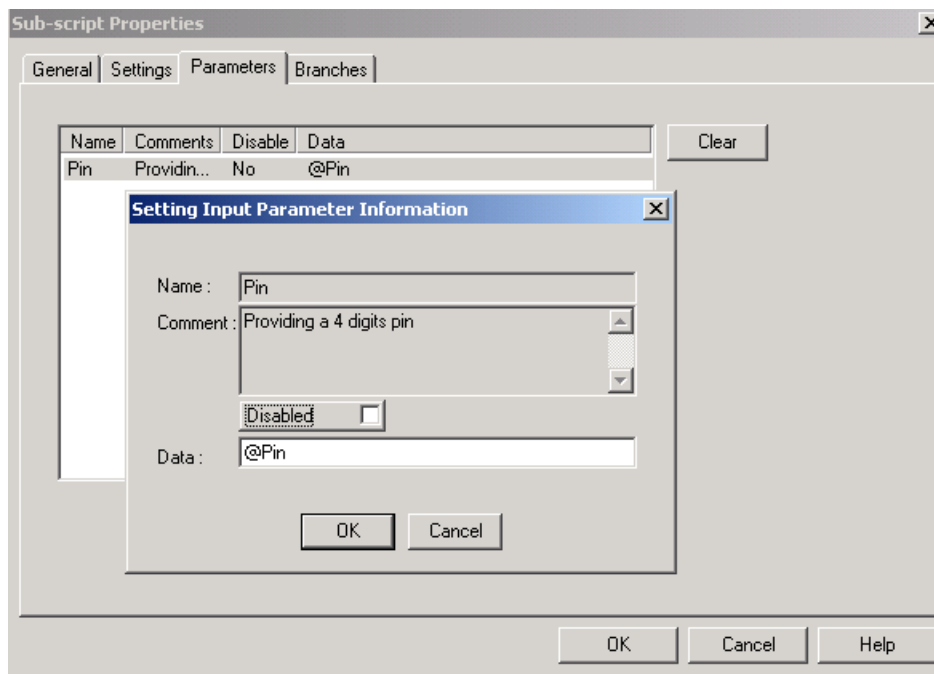 Sub-script Properties
General Settings Parameters Branches
Name Comments Disable Data
Clear
Pin Providin... No @Pin
Setting Input Parameter Information
Name : Pin
Comment : Providing a 4 digits pin
Disabled
Data : @Pin
OK Cancel
OK Cancel Help